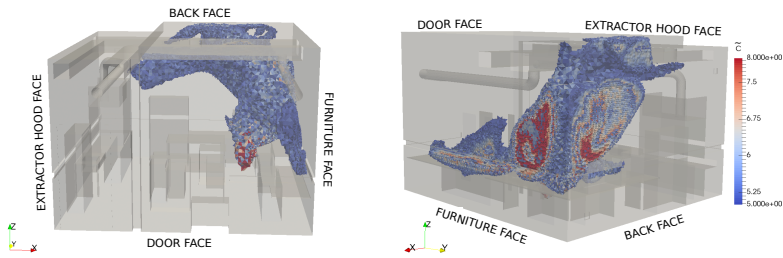 BACK FACE
EXTRACTOR HOOD FACE
FURNITURE FACE
DOOR FACE
Z
Y
X
DOOR FACE
EXTRACTOR HOOD FACE
FURNITURE FACE
BACK FACE
Z
X
Y
c̃
8.000e+00
7.5
6.75
6
5.25
5.000e+00